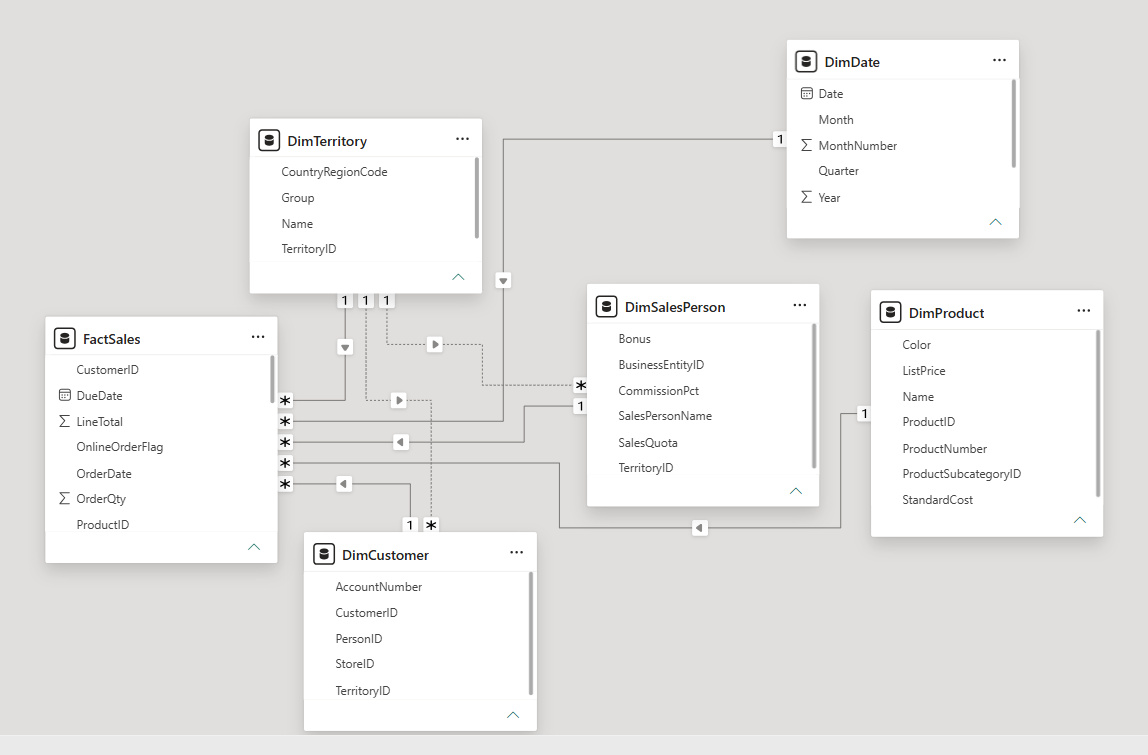 DimDate
Date
Month
MonthNumber
Quarter
Year
1
DimTerritory
CountryRegionCode
Group
Name
TerritoryID
1 1 1
FactSales
CustomerID
DueDate
LineTotal
OnlineOrderFlag
OrderDate
OrderQty
ProductID
*
*
*
*
*
DimSalesPerson
Bonus
BusinessEntityID
CommissionPct
SalesPersonName
SalesQuota
TerritoryID
*
1
DimProduct
Color
ListPrice
Name
ProductID
ProductNumber
ProductSubcategoryID
StandardCost
1
1 *
DimCustomer
AccountNumber
CustomerID
PersonID
StoreID
TerritoryID